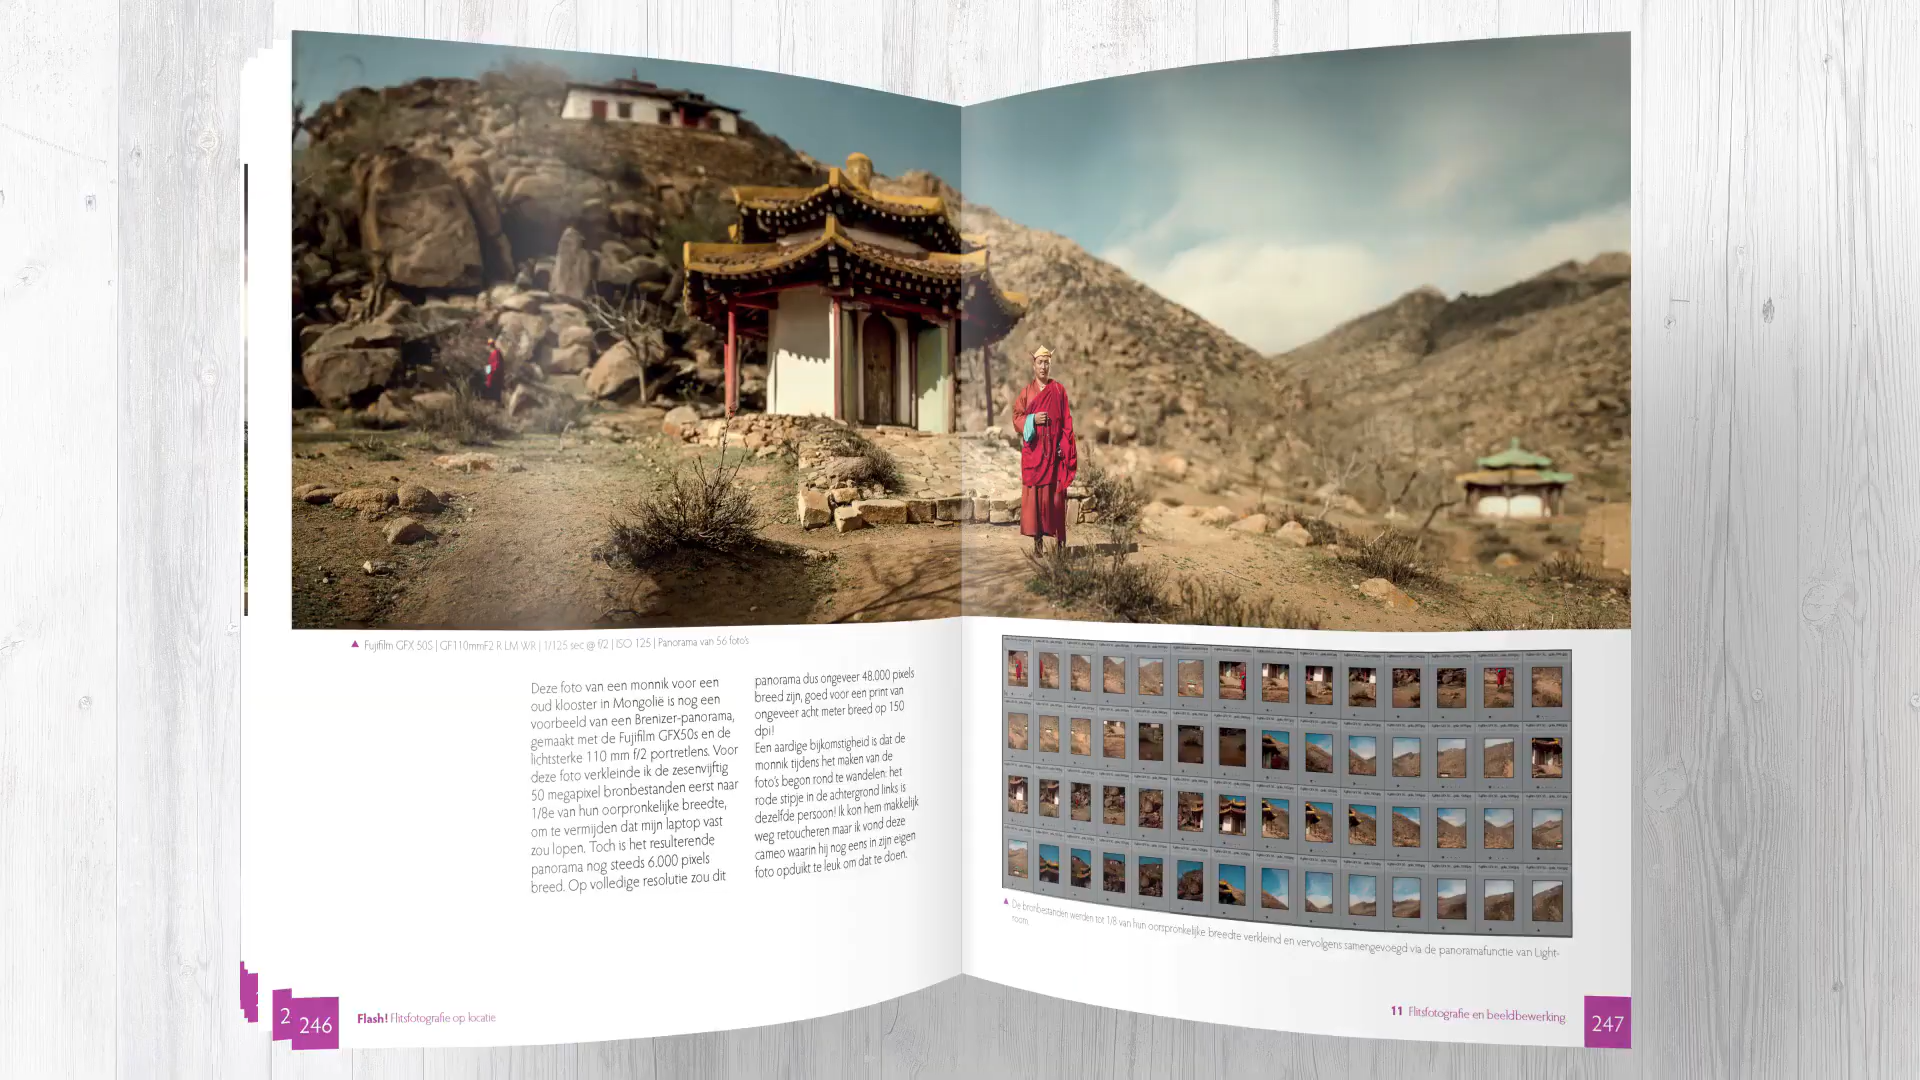 ▲ Fujifilm GFX 50S | GF110mmF2 R LM WR | 1/125 sec @ f/2 | ISO 125 | Panorama van 56 foto's
Deze foto van een monnik voor een
oud klooster in Mongolië is nog een
voorbeeld van een Brenizer-panorama,
gemaakt met de Fujifilm GFX50s en de
lichtsterke 110 mm f/2 portretlens. Voor
deze foto verkleinde ik de zesenvijftig
50 megapixel bronbestanden eerst naar
1/8e van hun oorpronkelijke breedte,
om te vermijden dat mijn laptop vast
zou lopen. Toch is het resulterende
panorama nog steeds 6.000 pixels
breed. Op volledige resolutie zou dit
panorama dus ongeveer 48.000 pixels
breed zijn, goed voor een print van
ongeveer acht meter breed op 150
dpi!
Een aardige bijkomstigheid is dat de
monnik tijdens het maken van de
foto's begon rond te wandelen: het
rode stipje in de achtergrond links is
dezelfde persoon! Ik kon hem makkelijk
weg retoucheren maar ik vond deze
cameo waarin hij nog eens in zijn eigen
foto opduikt te leuk om dat te doen.
▲ De bronbestanden werden tot 1/8 van hun oorspronkelijke breedte verkleind en vervolgens samengevoegd via de panoramafunctie van Light-
room.
2
246
Flash! Flitsfotografie op locatie
11 Flitsfotografie en beeldbewerking
247